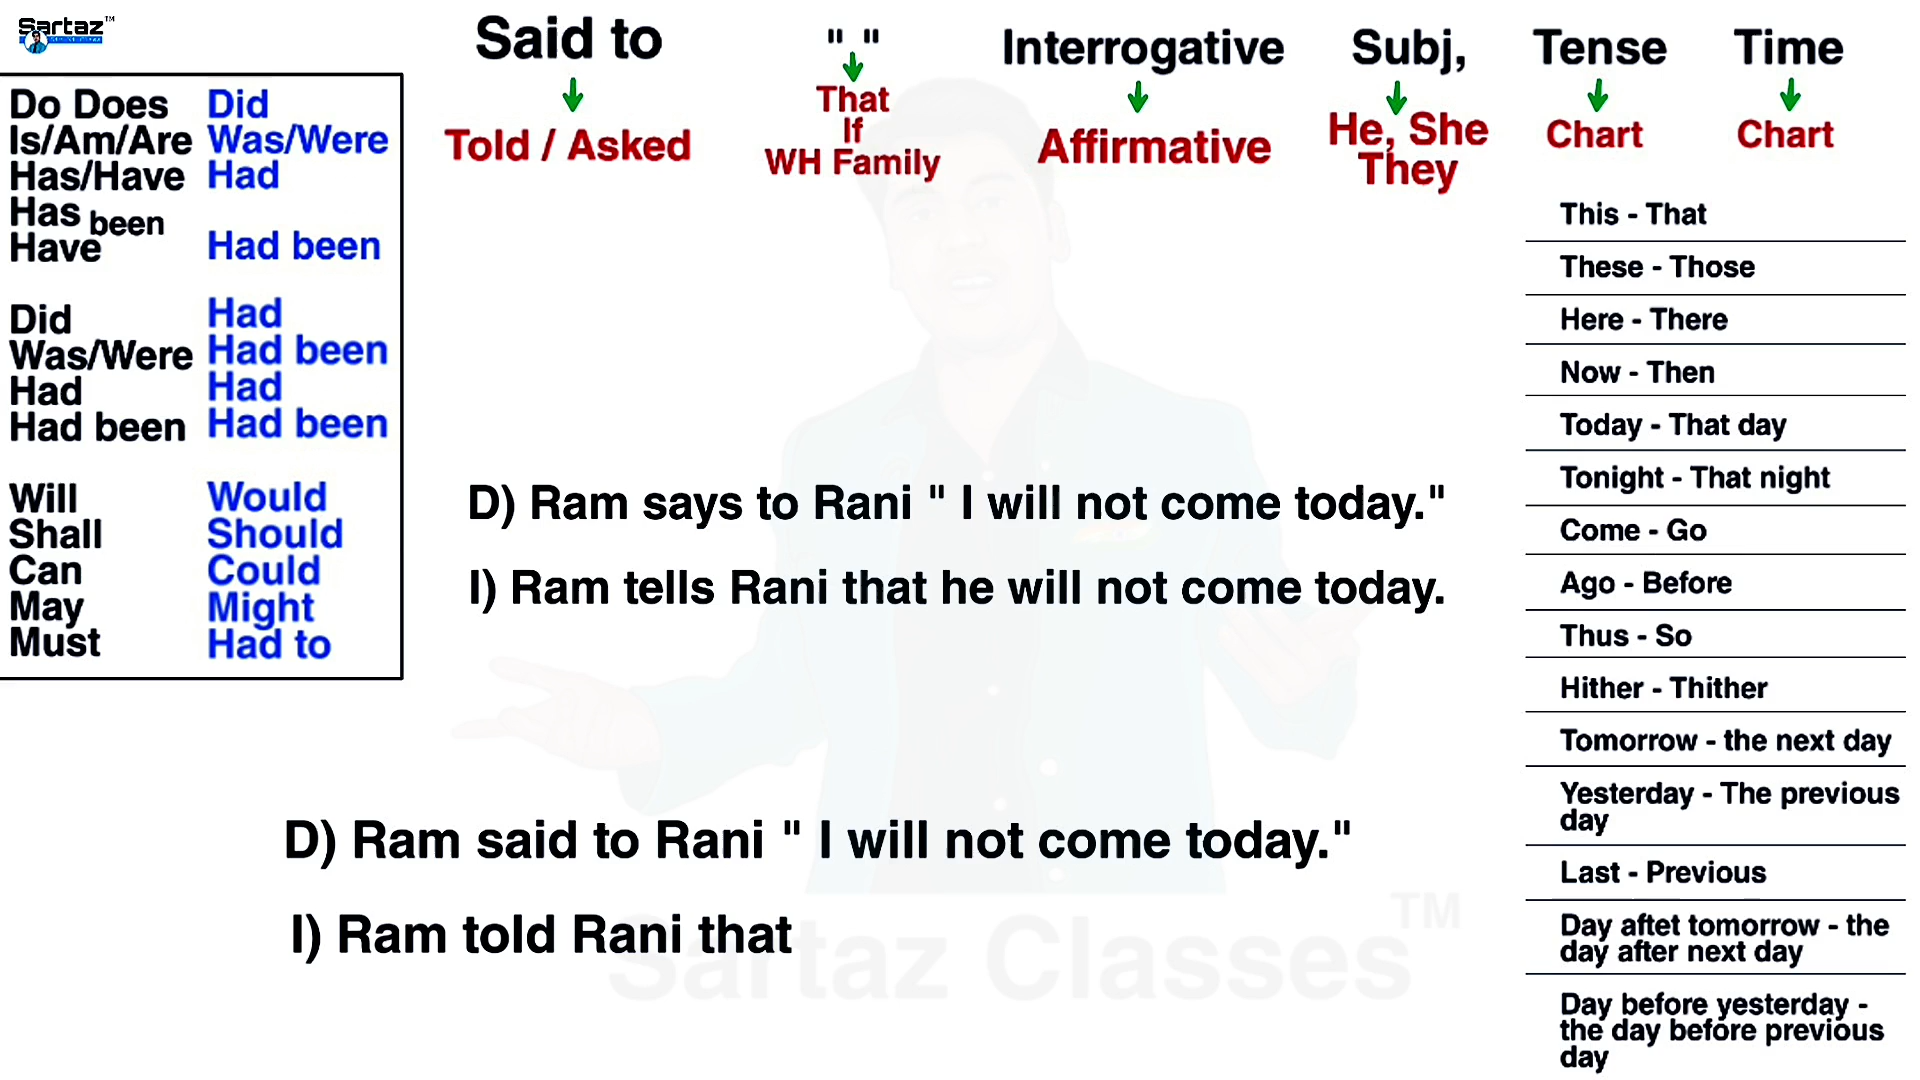 Sartaz™
Said to
" "
Interrogative
Subj,
Tense
Time
Told / Asked
That
If
WH Family
Affirmative
He, She
They
Chart
Chart
Do Does Did
Is/Am/Are Was/Were
Has/Have Had
Has been
Have Had been
Did Had
Was/Were Had been
Had Had
Had been Had been
Will Would
Shall Should
Can Could
May Might
Must Had to
D) Ram says to Rani " I will not come today."
I) Ram tells Rani that he will not come today.
D) Ram said to Rani " I will not come today."
I) Ram told Rani that
This - That
These - Those
Here - There
Now - Then
Today - That day
Tonight - That night
Come - Go
Ago - Before
Thus - So
Hither - Thither
Tomorrow - the next day
Yesterday - The previous
day
Last - Previous
Day aftet tomorrow - the
day after next day
Day before yesterday -
the day before previous
day
Sartaz Classes™